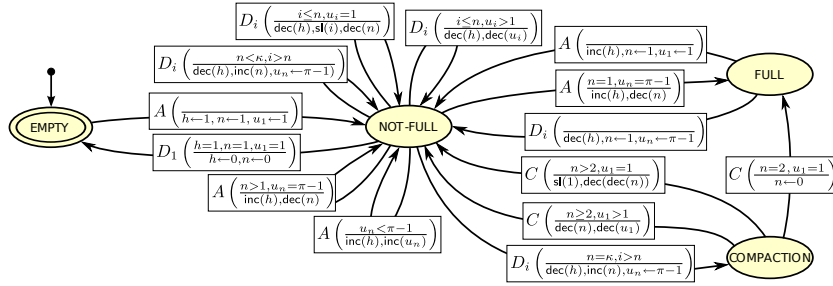 D_i ( i≤n,u_i=1 / dec(h),sl(i),dec(n) )
D_i ( i≤n,u_i>1 / dec(h),dec(u_i) )
D_i ( n<κ,i>n / dec(h),inc(n),u_n←π−1 )
A ( / inc(h),n←1,u_1←1 )
A ( n=1,u_n=π−1 / inc(h),dec(n) )
FULL
EMPTY
A ( / h←1, n←1, u_1←1 )
NOT-FULL
D_i ( / dec(h),n←1,u_n←π−1 )
D_1 ( h=1,n=1,u_1=1 / h←0,n←0 )
C ( n>2,u_1=1 / sl(1),dec(dec(n)) )
C ( n=2,u_1=1 / n←0 )
A ( n>1,u_n=π−1 / inc(h),dec(n) )
C ( n≥2,u_1>1 / dec(n),dec(u_1) )
A ( u_n<π−1 / inc(h),inc(u_n) )
D_i ( n=κ,i>n / dec(h),inc(n),u_n←π−1 )
COMPACTION